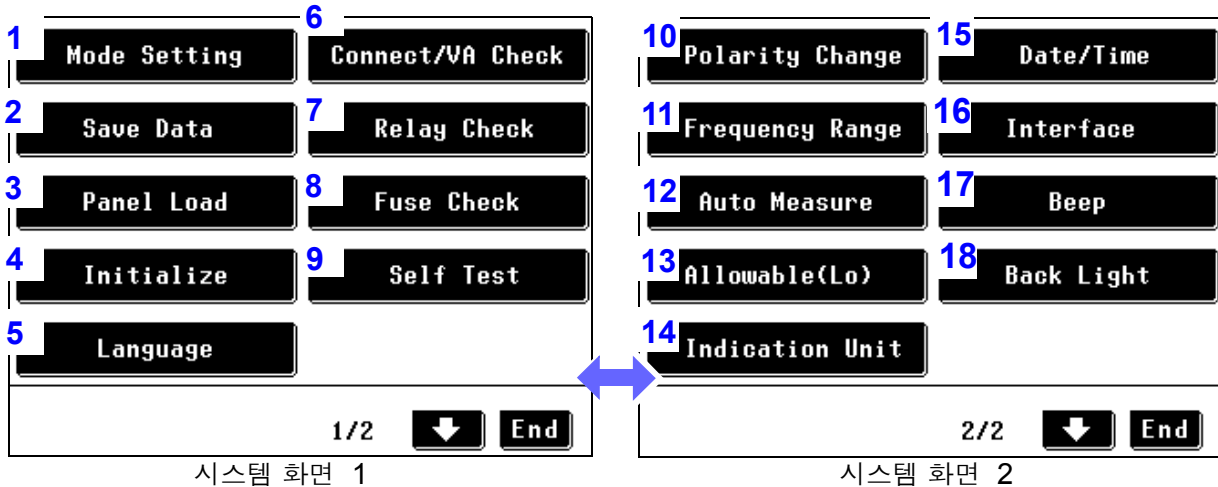 1 Mode Setting
2 Save Data
3 Panel Load
4 Initialize
5 Language
6 Connect/VA Check
7 Relay Check
8 Fuse Check
9 Self Test
1/2 End
시스템 화면 1
10 Polarity Change
11 Frequency Range
12 Auto Measure
13 Allowable(Lo)
14 Indication Unit
15 Date/Time
16 Interface
17 Beep
18 Back Light
2/2 End
시스템 화면 2